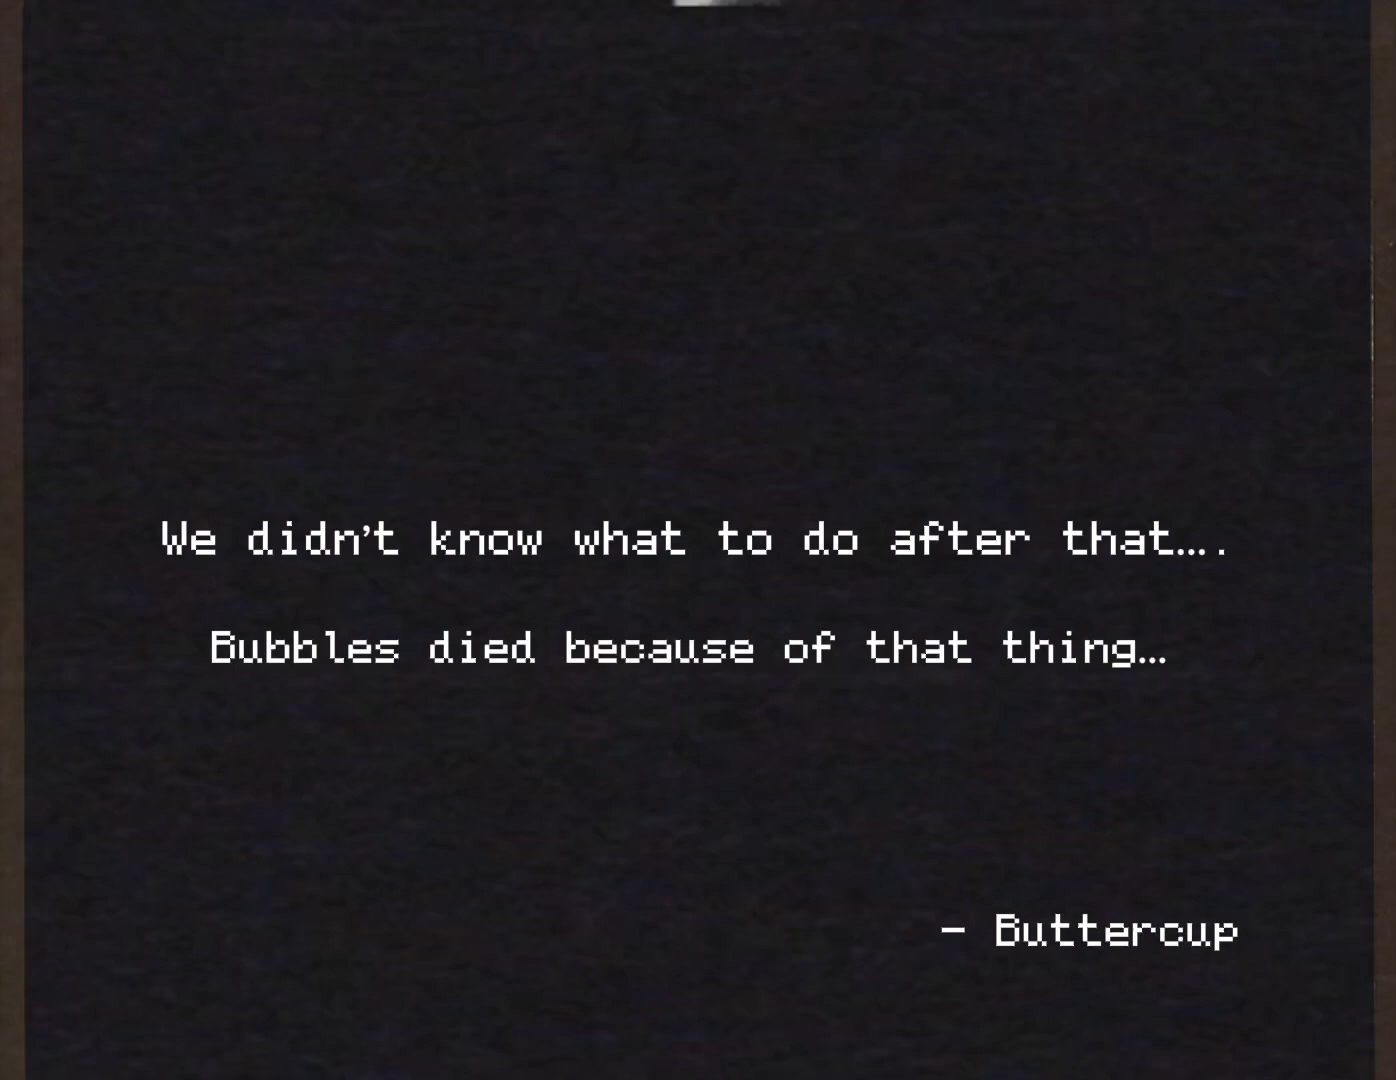 We didn’t know what to do after that….
Bubbles died because of that thing…
- Buttercup